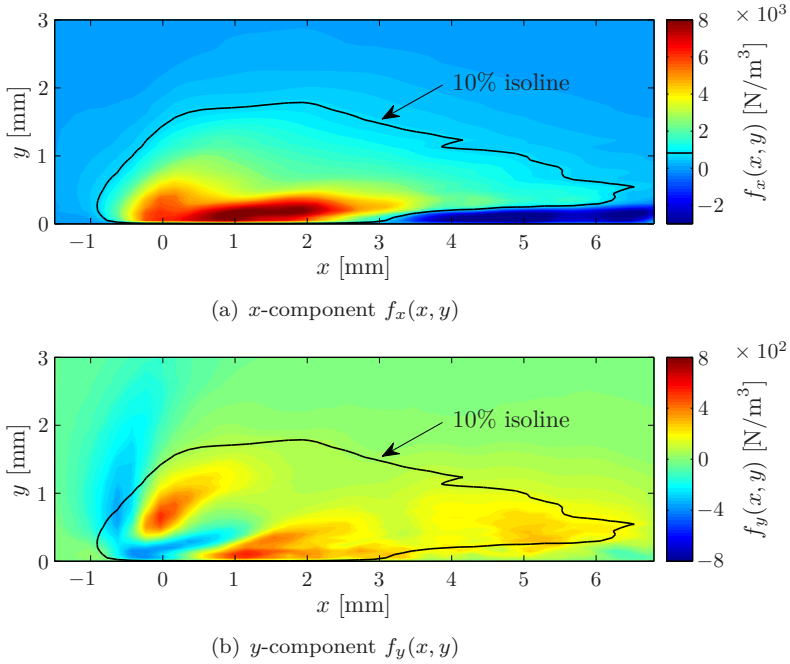 × 10³
3
2
1
0
y [mm]
10% isoline
8
6
4
2
0
−2
f_x(x, y) [N/m³]
−1 0 1 2 3 4 5 6
x [mm]
(a) x-component f_x(x, y)
× 10²
3
2
1
0
y [mm]
10% isoline
8
4
0
−4
−8
f_y(x, y) [N/m³]
−1 0 1 2 3 4 5 6
x [mm]
(b) y-component f_y(x, y)